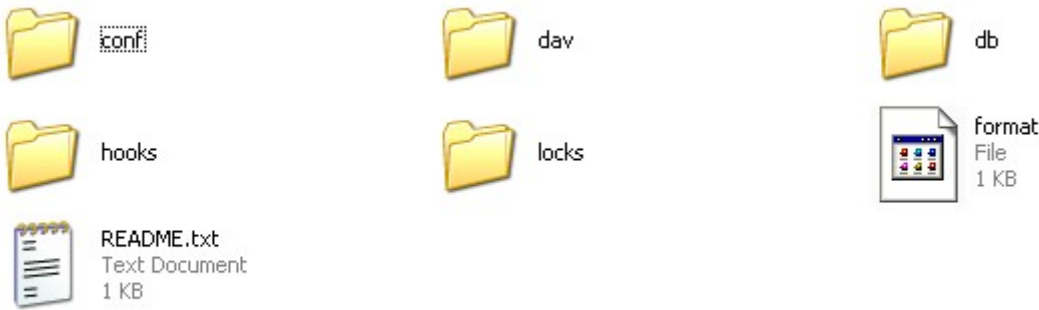 conf
dav
db
hooks
locks
format
File
1 KB
README.txt
Text Document
1 KB